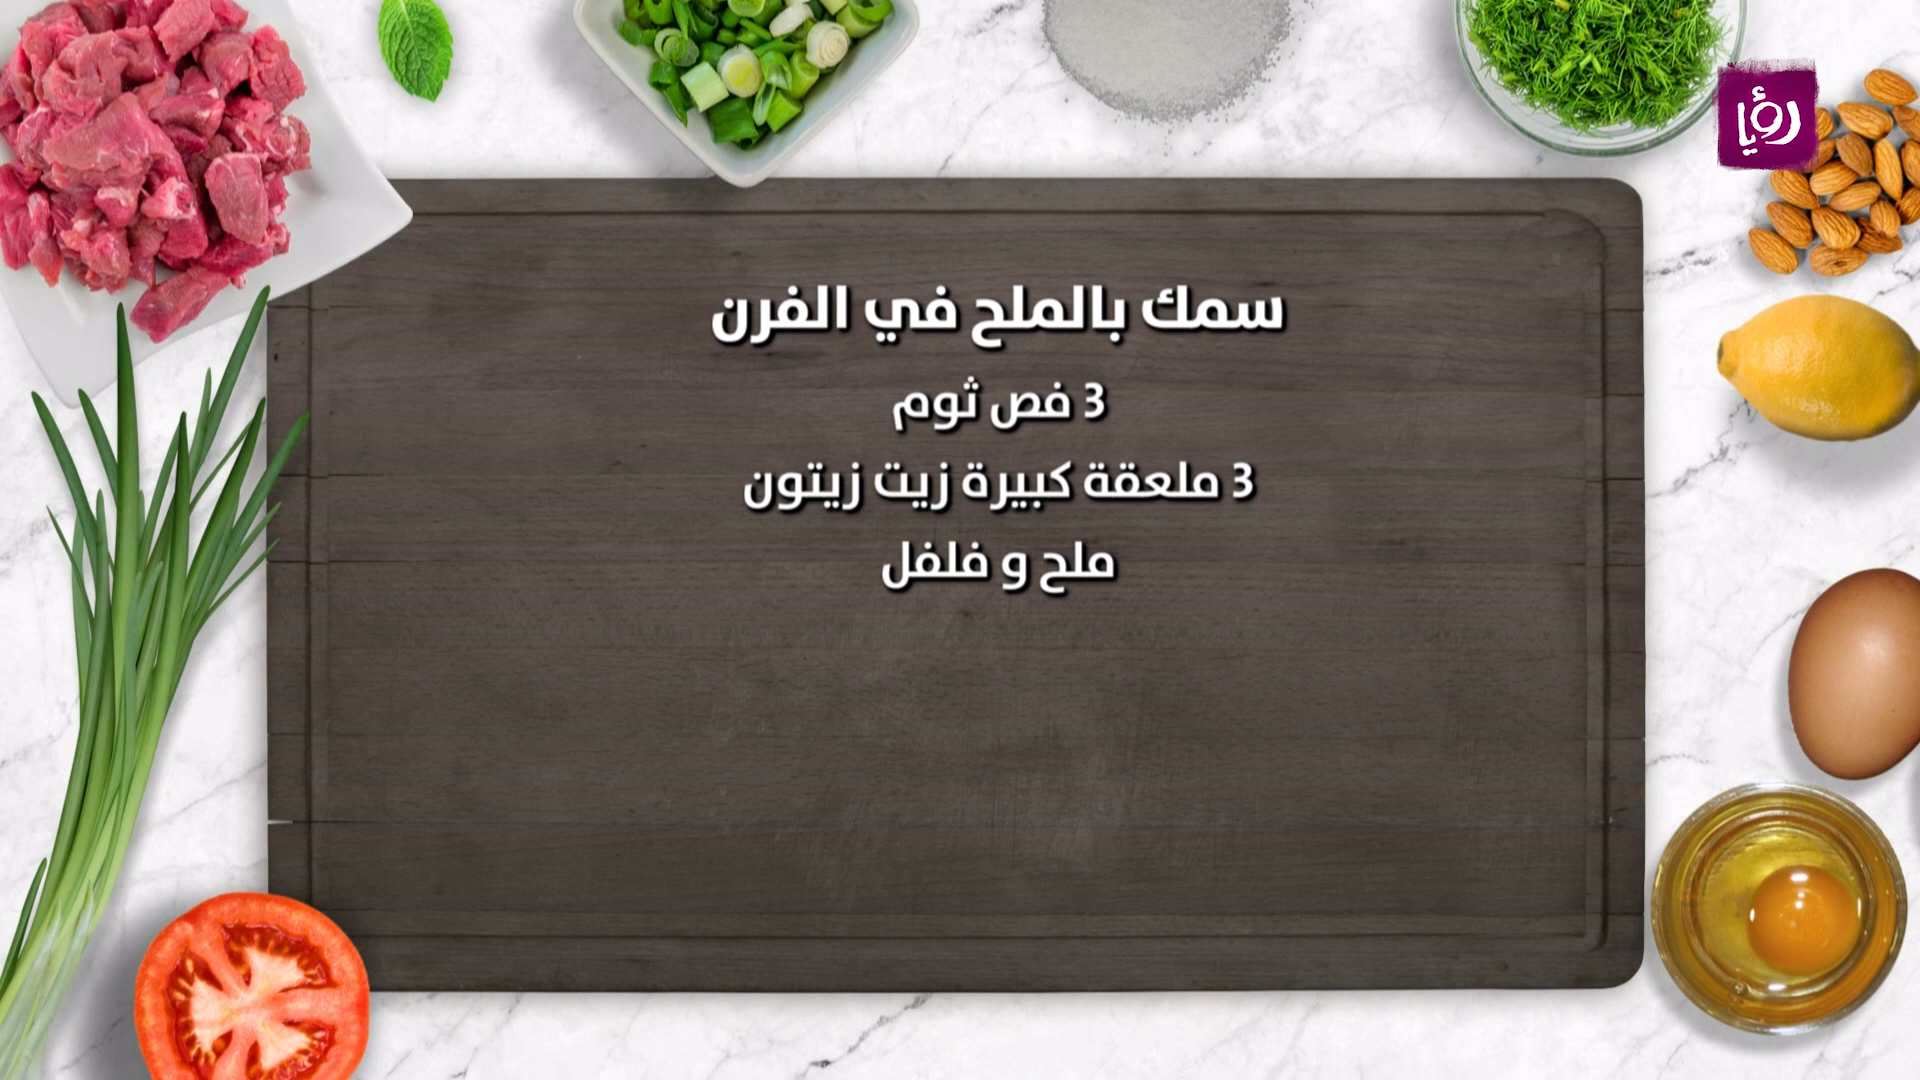 رؤيا
سمك بالملح في الفرن
3 فص ثوم
3 ملعقة كبيرة زيت زيتون
ملح و فلفل